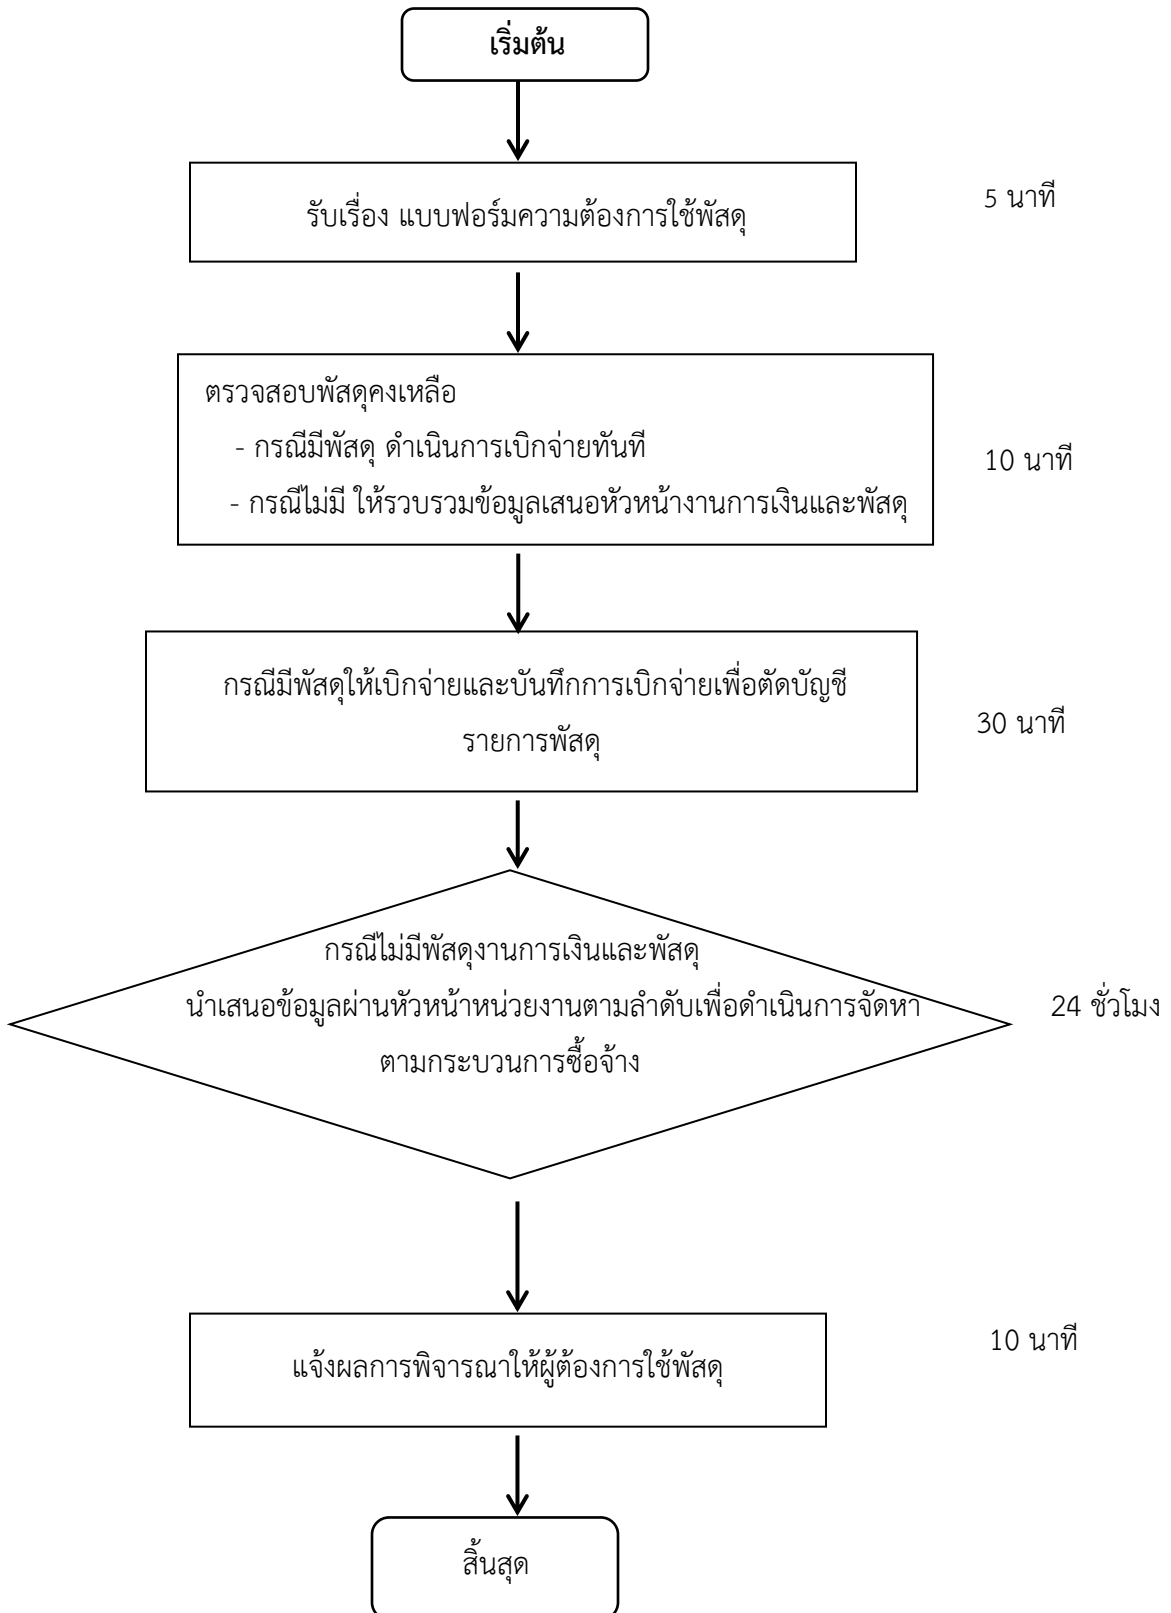 เริ่มต้น
รับเรื่อง แบบฟอร์มความต้องการใช้พัสดุ
5 นาที
ตรวจสอบพัสดุคงเหลือ
- กรณีมีพัสดุ ดำเนินการเบิกจ่ายทันที
- กรณีไม่มี ให้รวบรวมข้อมูลเสนอหัวหน้างานการเงินและพัสดุ
10 นาที
กรณีมีพัสดุให้เบิกจ่ายและบันทึกการเบิกจ่ายเพื่อตัดบัญชี
รายการพัสดุ
30 นาที
กรณีไม่มีพัสดุงานการเงินและพัสดุ
นำเสนอข้อมูลผ่านหัวหน้าหน่วยงานตามลำดับเพื่อดำเนินการจัดหา
ตามกระบวนการซื้อจ้าง
24 ชั่วโมง
แจ้งผลการพิจารณาให้ผู้ต้องการใช้พัสดุ
10 นาที
สิ้นสุด